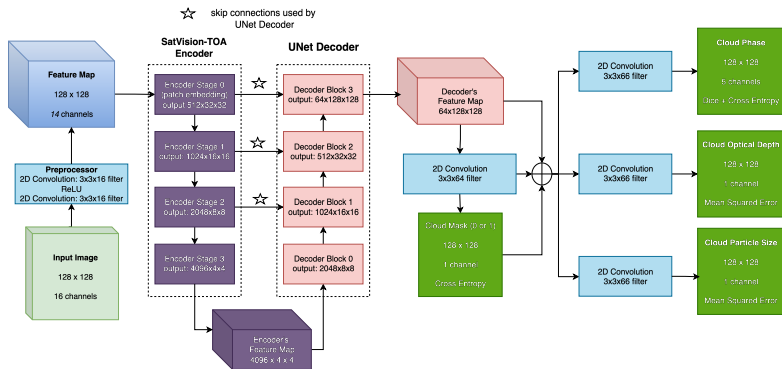 skip connections used by
UNet Decoder
SatVision-TOA
Encoder
UNet Decoder
Feature Map
128 x 128
14 channels
Preprocessor
2D Convolution: 3x3x16 filter
ReLU
2D Convolution: 3x3x16 filter
Input Image
128 x 128
16 channels
Encoder Stage 0
(patch embedding)
output 512x32x32
Encoder Stage 1
output: 1024x16x16
Encoder Stage 2
output: 2048x8x8
Encoder Stage 3
output: 4096x4x4
Encoder's
Feature Map
4096 x 4 x 4
Decoder Block 3
output: 64x128x128
Decoder Block 2
output: 512x32x32
Decoder Block 1
output: 1024x16x16
Decoder Block 0
output: 2048x8x8
Decoder's
Feature Map
64x128x128
2D Convolution
3x3x64 filter
Cloud Mask (0 or 1)
128 x 128
1 channel
Cross Entropy
2D Convolution
3x3x66 filter
2D Convolution
3x3x66 filter
2D Convolution
3x3x66 filter
Cloud Phase
128 x 128
5 channels
Dice + Cross Entropy
Cloud Optical Depth
128 x 128
1 channel
Mean Squared Error
Cloud Particle Size
128 x 128
1 channel
Mean Squared Error